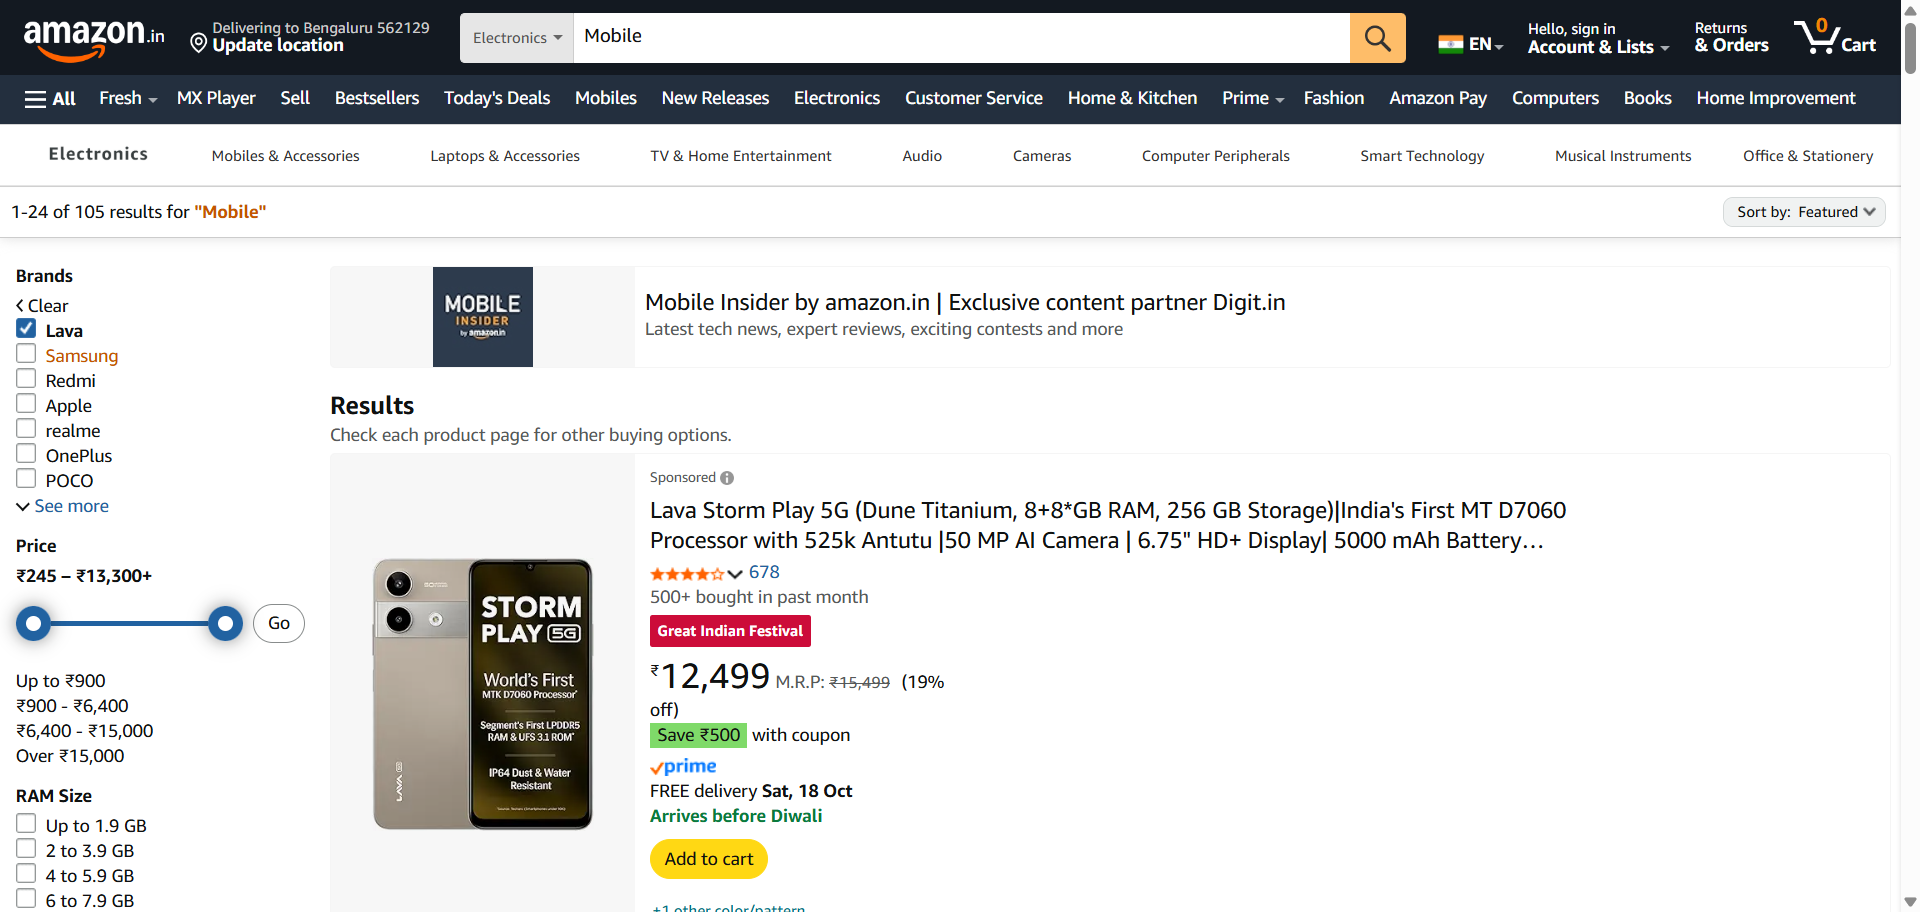 amazon.in
Delivering to Bengaluru 562129
Update location
Electronics
Mobile
EN
Hello, sign in
Account & Lists
Returns
& Orders
0
Cart
All
Fresh
MX Player
Sell
Bestsellers
Today's Deals
Mobiles
New Releases
Electronics
Customer Service
Home & Kitchen
Prime
Fashion
Amazon Pay
Computers
Books
Home Improvement
Electronics
Mobiles & Accessories
Laptops & Accessories
TV & Home Entertainment
Audio
Cameras
Computer Peripherals
Smart Technology
Musical Instruments
Office & Stationery
1-24 of 105 results for "Mobile"
Sort by: Featured
Brands
Clear
Lava
Samsung
Redmi
Apple
realme
OnePlus
POCO
See more
Price
₹245 – ₹13,300+
Go
Up to ₹900
₹900 - ₹6,400
₹6,400 - ₹15,000
Over ₹15,000
RAM Size
Up to 1.9 GB
2 to 3.9 GB
4 to 5.9 GB
6 to 7.9 GB
MOBILE
INSIDER
by amazon.in
Mobile Insider by amazon.in | Exclusive content partner Digit.in
Latest tech news, expert reviews, exciting contests and more
Results
Check each product page for other buying options.
LAVA
STORM
PLAY 5G
World's First
MTK D7060 Processor*
Segment's First LPDDR5
RAM & UFS 3.1 ROM*
IP64 Dust & Water
Resistant
Sponsored
Lava Storm Play 5G (Dune Titanium, 8+8*GB RAM, 256 GB Storage)|India's First MT D7060
Processor with 525k Antutu |50 MP AI Camera | 6.75" HD+ Display| 5000 mAh Battery…
678
500+ bought in past month
Great Indian Festival
₹12,499 M.R.P: ₹15,499 (19%
off)
Save ₹500 with coupon
prime
FREE delivery Sat, 18 Oct
Arrives before Diwali
Add to cart
+1 other color/pattern